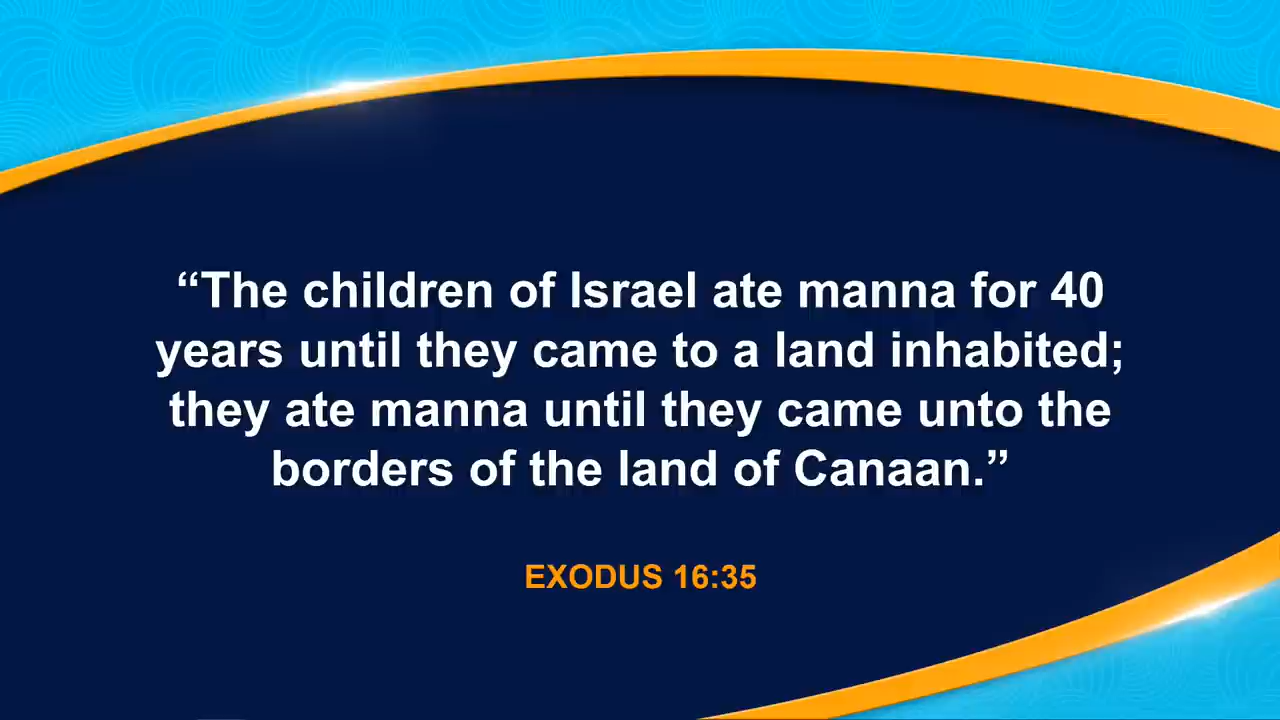 “The children of Israel ate manna for 40
years until they came to a land inhabited;
they ate manna until they came unto the
borders of the land of Canaan.”
EXODUS 16:35